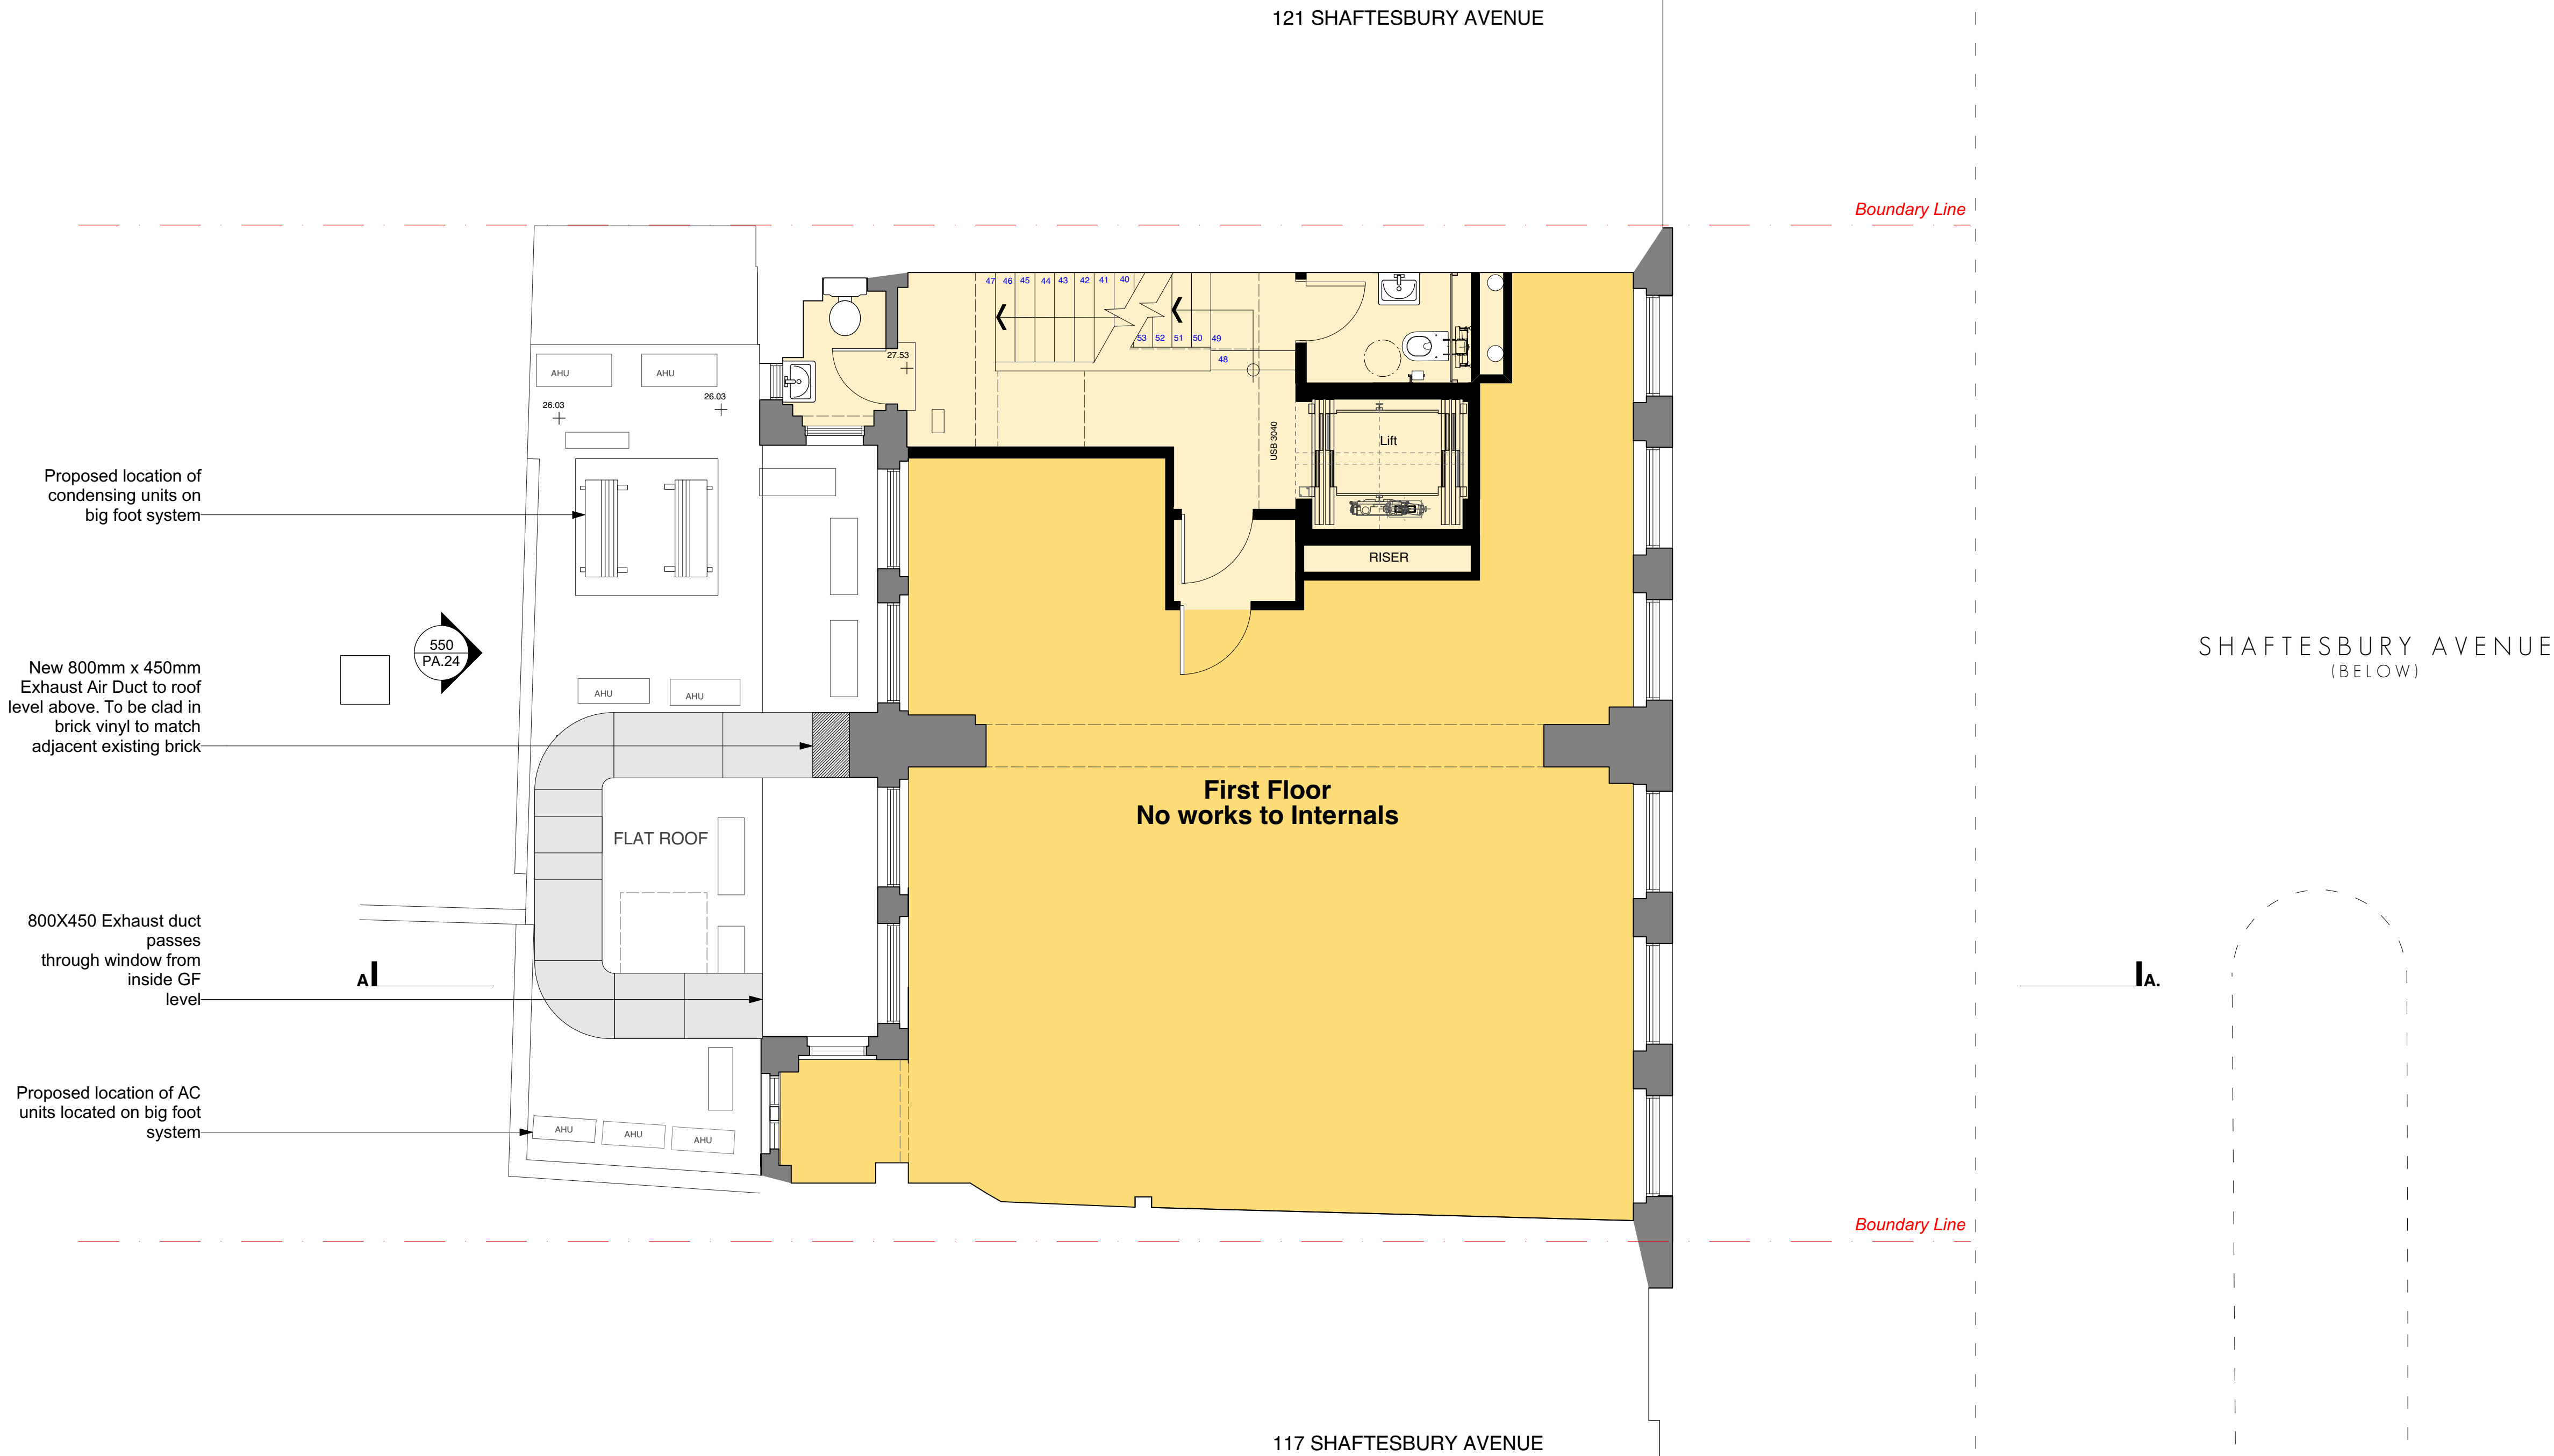 121 SHAFTESBURY AVENUE
Boundary Line
47 46 45 44 43 42 41 40
53 52 51 50 49
48
27.53
AHU
AHU
26.03
26.03
USB 3040
Lift
RISER
Proposed location of
condensing units on
big foot system
550
PA.24
SHAFTESBURY AVENUE
(BELOW)
New 800mm x 450mm
Exhaust Air Duct to roof
level above. To be clad in
brick vinyl to match
adjacent existing brick
AHU
AHU
First Floor
No works to Internals
FLAT ROOF
800X450 Exhaust duct
passes
through window from
inside GF
level
A
A.
Proposed location of AC
units located on big foot
system
AHU
AHU
AHU
Boundary Line
117 SHAFTESBURY AVENUE